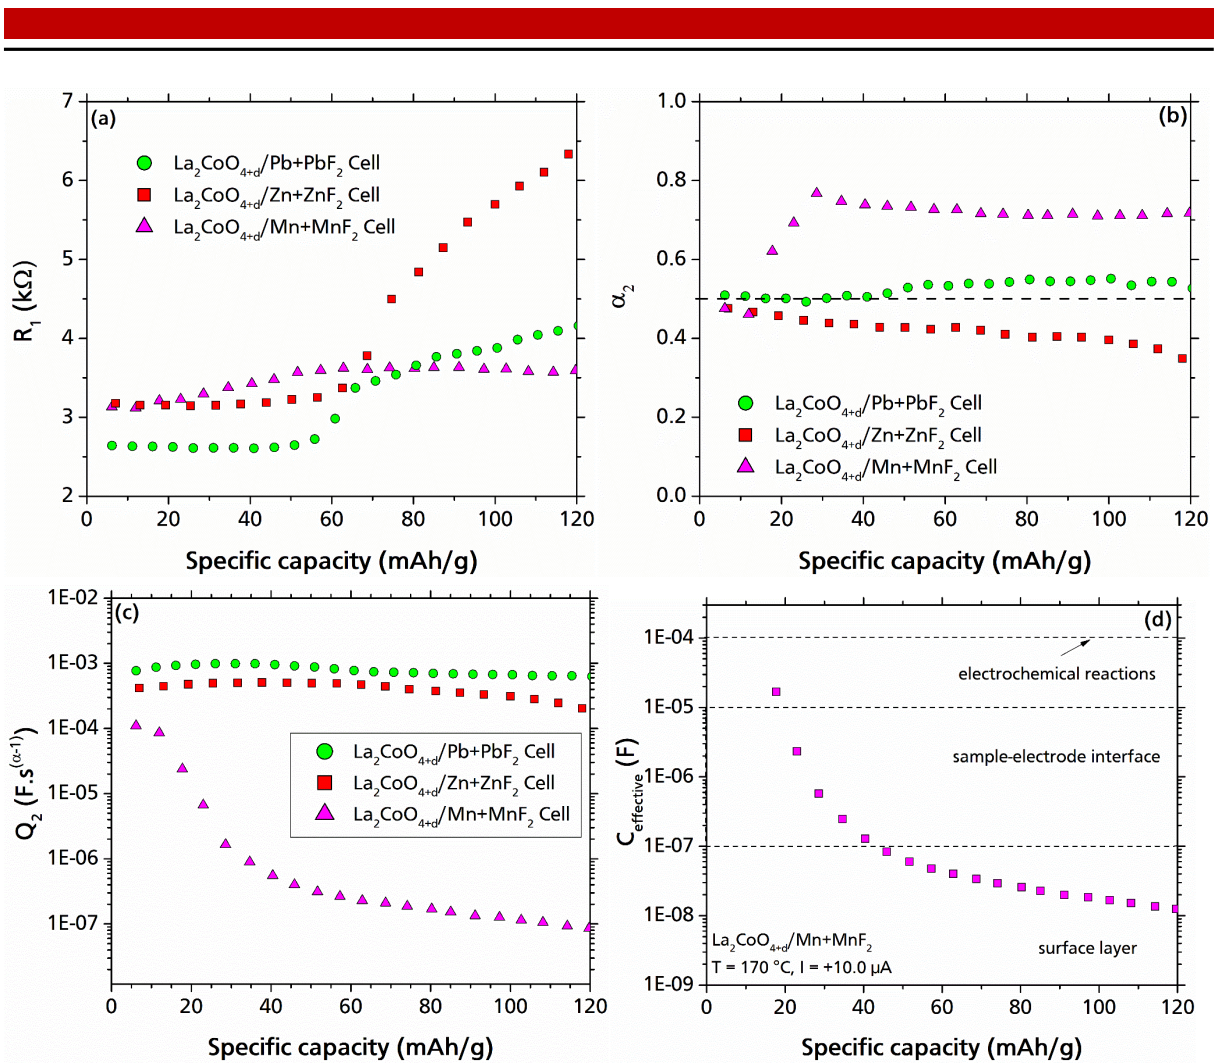 (a)
7
6
5
4
3
2
R1 (kΩ)
La2CoO4+d/Pb+PbF2 Cell
La2CoO4+d/Zn+ZnF2 Cell
La2CoO4+d/Mn+MnF2 Cell
0 20 40 60 80 100 120
Specific capacity (mAh/g)
(b)
1.0
0.8
0.6
0.4
0.2
0.0
α2
La2CoO4+d/Pb+PbF2 Cell
La2CoO4+d/Zn+ZnF2 Cell
La2CoO4+d/Mn+MnF2 Cell
0 20 40 60 80 100 120
Specific capacity (mAh/g)
(c)
1E-02
1E-03
1E-04
1E-05
1E-06
1E-07
Q2 (F.s(α-1))
La2CoO4+d/Pb+PbF2 Cell
La2CoO4+d/Zn+ZnF2 Cell
La2CoO4+d/Mn+MnF2 Cell
0 20 40 60 80 100 120
Specific capacity (mAh/g)
(d)
1E-04
1E-05
1E-06
1E-07
1E-08
1E-09
Ceffective (F)
electrochemical reactions
sample-electrode interface
surface layer
La2CoO4+d/Mn+MnF2
T = 170 °C, I = +10.0 µA
0 20 40 60 80 100 120
Specific capacity (mAh/g)